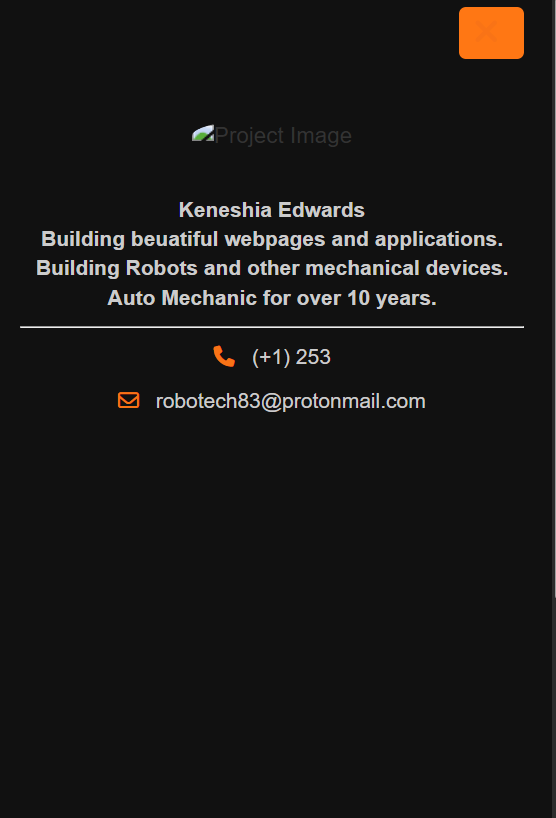 Project Image
Keneshia Edwards
Building beuatiful webpages and applications.
Building Robots and other mechanical devices.
Auto Mechanic for over 10 years.
(+1) 253
robotech83@protonmail.com